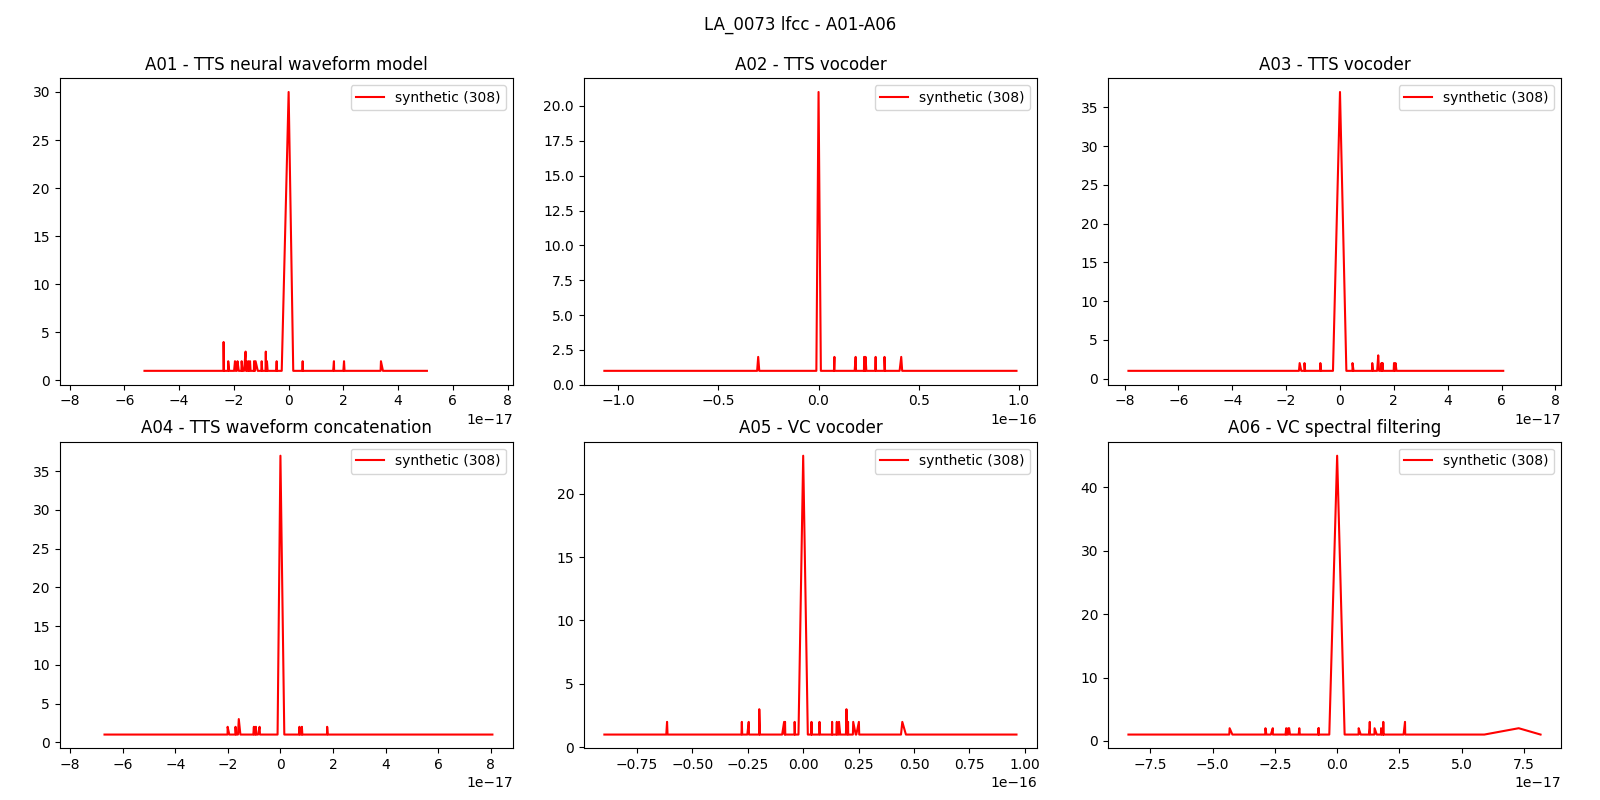 LA_0073 lfcc - A01-A06
A01 - TTS neural waveform model
synthetic (308)
30
25
20
15
10
5
0
−8 −6 −4 −2 0 2 4 6 8
1e−17
A02 - TTS vocoder
synthetic (308)
20.0
17.5
15.0
12.5
10.0
7.5
5.0
2.5
0.0
−1.0 −0.5 0.0 0.5 1.0
1e−16
A03 - TTS vocoder
synthetic (308)
35
30
25
20
15
10
5
0
−8 −6 −4 −2 0 2 4 6 8
1e−17
A04 - TTS waveform concatenation
synthetic (308)
35
30
25
20
15
10
5
0
−8 −6 −4 −2 0 2 4 6 8
1e−17
A05 - VC vocoder
synthetic (308)
20
15
10
5
0
−0.75 −0.50 −0.25 0.00 0.25 0.50 0.75 1.00
1e−16
A06 - VC spectral filtering
synthetic (308)
40
30
20
10
0
−7.5 −5.0 −2.5 0.0 2.5 5.0 7.5
1e−17